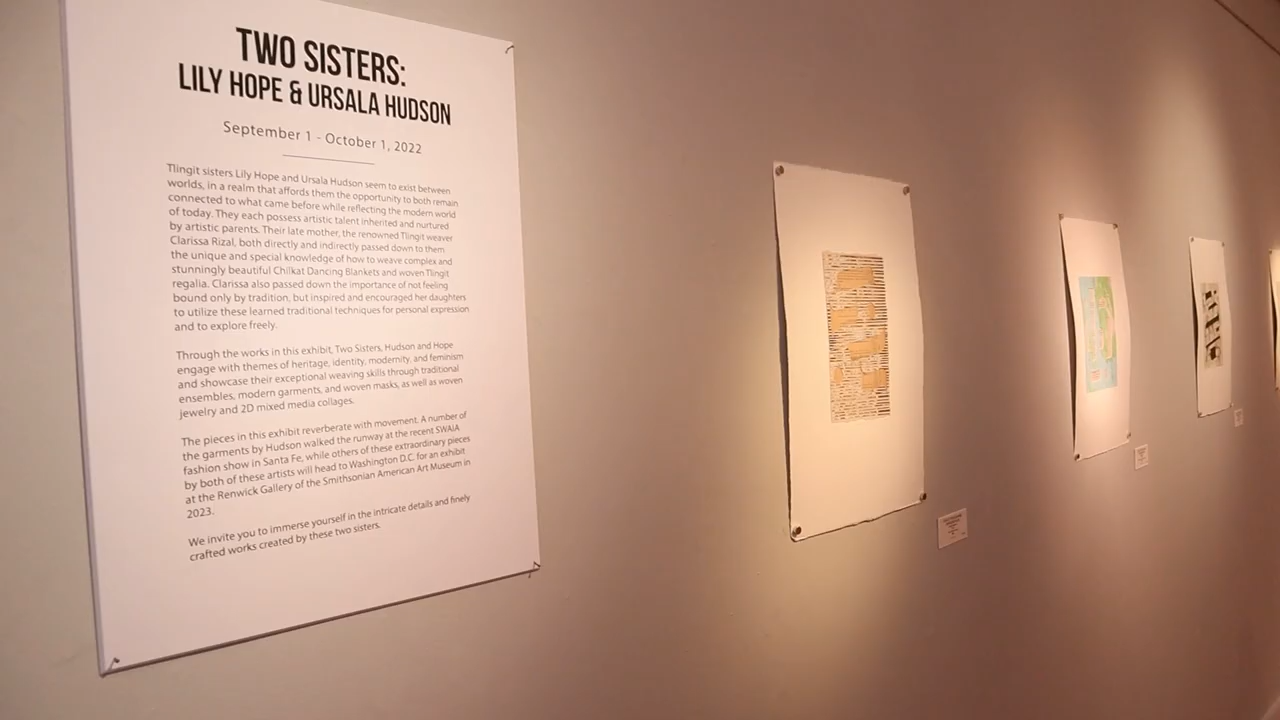 TWO SISTERS:
LILY HOPE & URSALA HUDSON
September 1 - October 1, 2022
Tlingit sisters Lily Hope and Ursala Hudson seem to exist between
worlds, in a realm that affords them the opportunity to both remain
connected to what came before while reflecting the modern world
of today. They each possess artistic talent inherited and nurtured
by artistic parents. Their late mother, the renowned Tlingit weaver
Clarissa Rizal, both directly and indirectly passed down to them
the unique and special knowledge of how to weave complex and
stunningly beautiful Chilkat Dancing Blankets and woven Tlingit
regalia. Clarissa also passed down the importance of not feeling
bound only by tradition, but inspired and encouraged her daughters
to utilize these learned traditional techniques for personal expression
and to explore freely.
Through the works in this exhibit, Two Sisters, Hudson and Hope
engage with themes of heritage, identity, modernity, and feminism
and showcase their exceptional weaving skills through traditional
ensembles, modern garments, and woven masks, as well as woven
jewelry and 2D mixed media collages.
The pieces in this exhibit reverberate with movement. A number of
the garments by Hudson walked the runway at the recent SWAIA
fashion show in Santa Fe, while others of these extraordinary pieces
by both of these artists will head to Washington D.C. for an exhibit
at the Renwick Gallery of the Smithsonian American Art Museum in
2023.
We invite you to immerse yourself in the intricate details and finely
crafted works created by these two sisters.